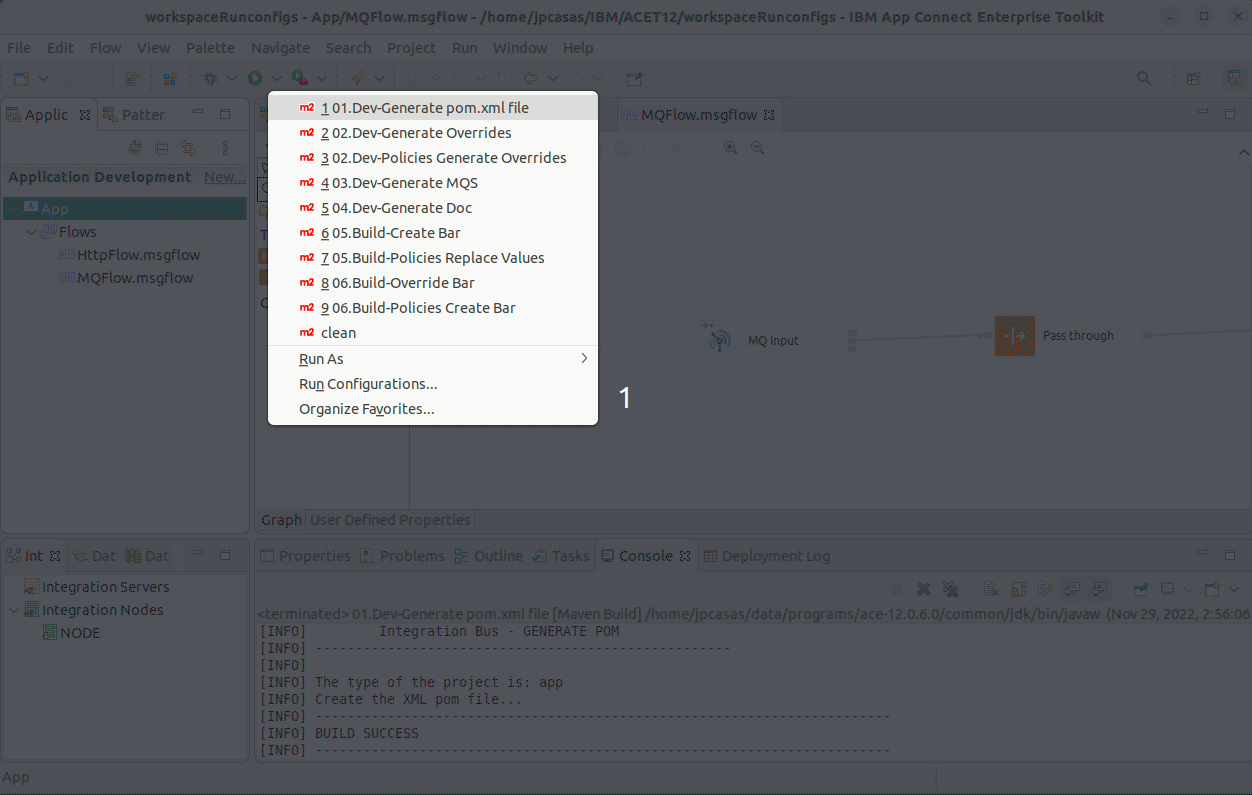 workspaceRunconfigs - App/MQFlow.msgflow - /home/jpcasas/IBM/ACET12/workspaceRunconfigs - IBM App Connect Enterprise Toolkit
File Edit Flow View Palette Navigate Search Project Run Window Help
Applic Patter
MQFlow.msgflow
Application Development New...
App
Flows
HttpFlow.msgflow
MQFlow.msgflow
m2 1 01.Dev-Generate pom.xml file
m2 2 02.Dev-Generate Overrides
m2 3 02.Dev-Policies Generate Overrides
m2 4 03.Dev-Generate MQS
m2 5 04.Dev-Generate Doc
m2 6 05.Build-Create Bar
m2 7 05.Build-Policies Replace Values
m2 8 06.Build-Override Bar
m2 9 06.Build-Policies Create Bar
m2 clean
Run As
Run Configurations...
Organize Favorites...
1
MQ Input
Pass through
Graph User Defined Properties
Int Dat Dat
Integration Servers
Integration Nodes
NODE
Properties Problems Outline Tasks Console Deployment Log
<terminated> 01.Dev-Generate pom.xml file [Maven Build] /home/jpcasas/data/programs/ace-12.0.6.0/common/jdk/bin/javaw (Nov 29, 2022, 2:56:06
[INFO] Integration Bus - GENERATE POM
[INFO] ----------------------------------------------------
[INFO]
[INFO] The type of the project is: app
[INFO] Create the XML pom file...
[INFO] ------------------------------------------------------------------------
[INFO] BUILD SUCCESS
[INFO] ------------------------------------------------------------------------
App